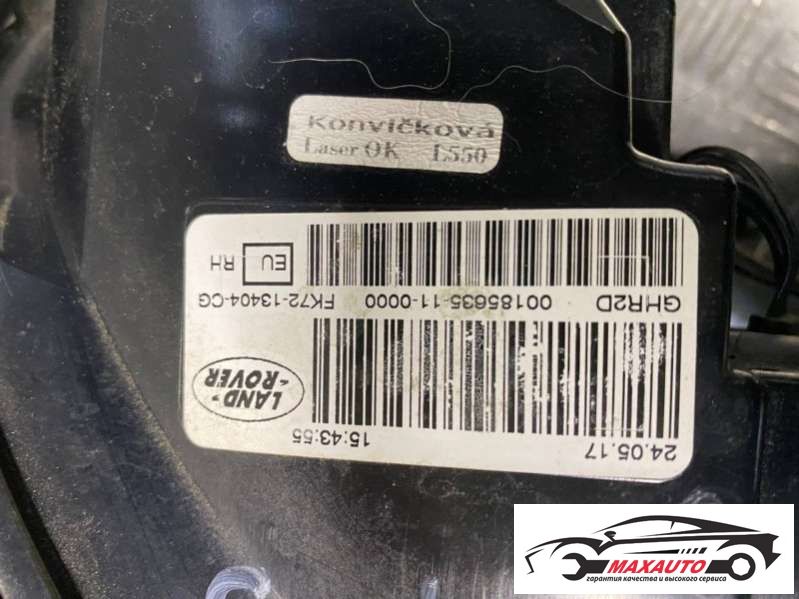 Konvičková
Laser OK L550
24.05.17
15:43:55
LAND-
ROVER
GHR2D
00185635-11-0000
FK72-13404-CG
EU RH
MAXAUTO
гарантия качества и высокого сервиса